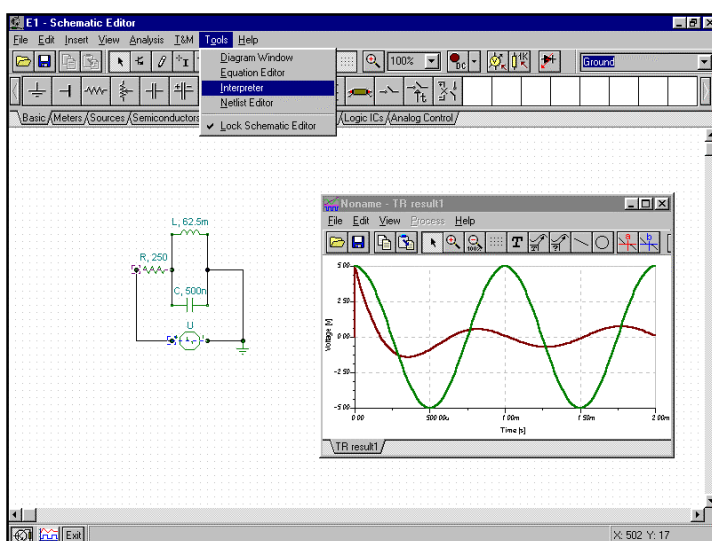 E1 - Schematic Editor
File Edit Insert View Analysis T&M Tools Help
100%
DC
1K
Ground
Diagram Window
Equation Editor
Interpreter
Netlist Editor
Lock Schematic Editor
Basic Meters Sources Semiconductors Logic ICs Analog Control
L, 62.5m
R, 250
C, 500n
U
Noname - TR result1
File Edit View Process Help
100%
T
a
b
5.00
2.50
0.00
-2.50
-5.00
Voltage [V]
0.00 500.00u 1.00m 1.50m 2.00m
Time [s]
TR result1
Exit
X: 502 Y: 17